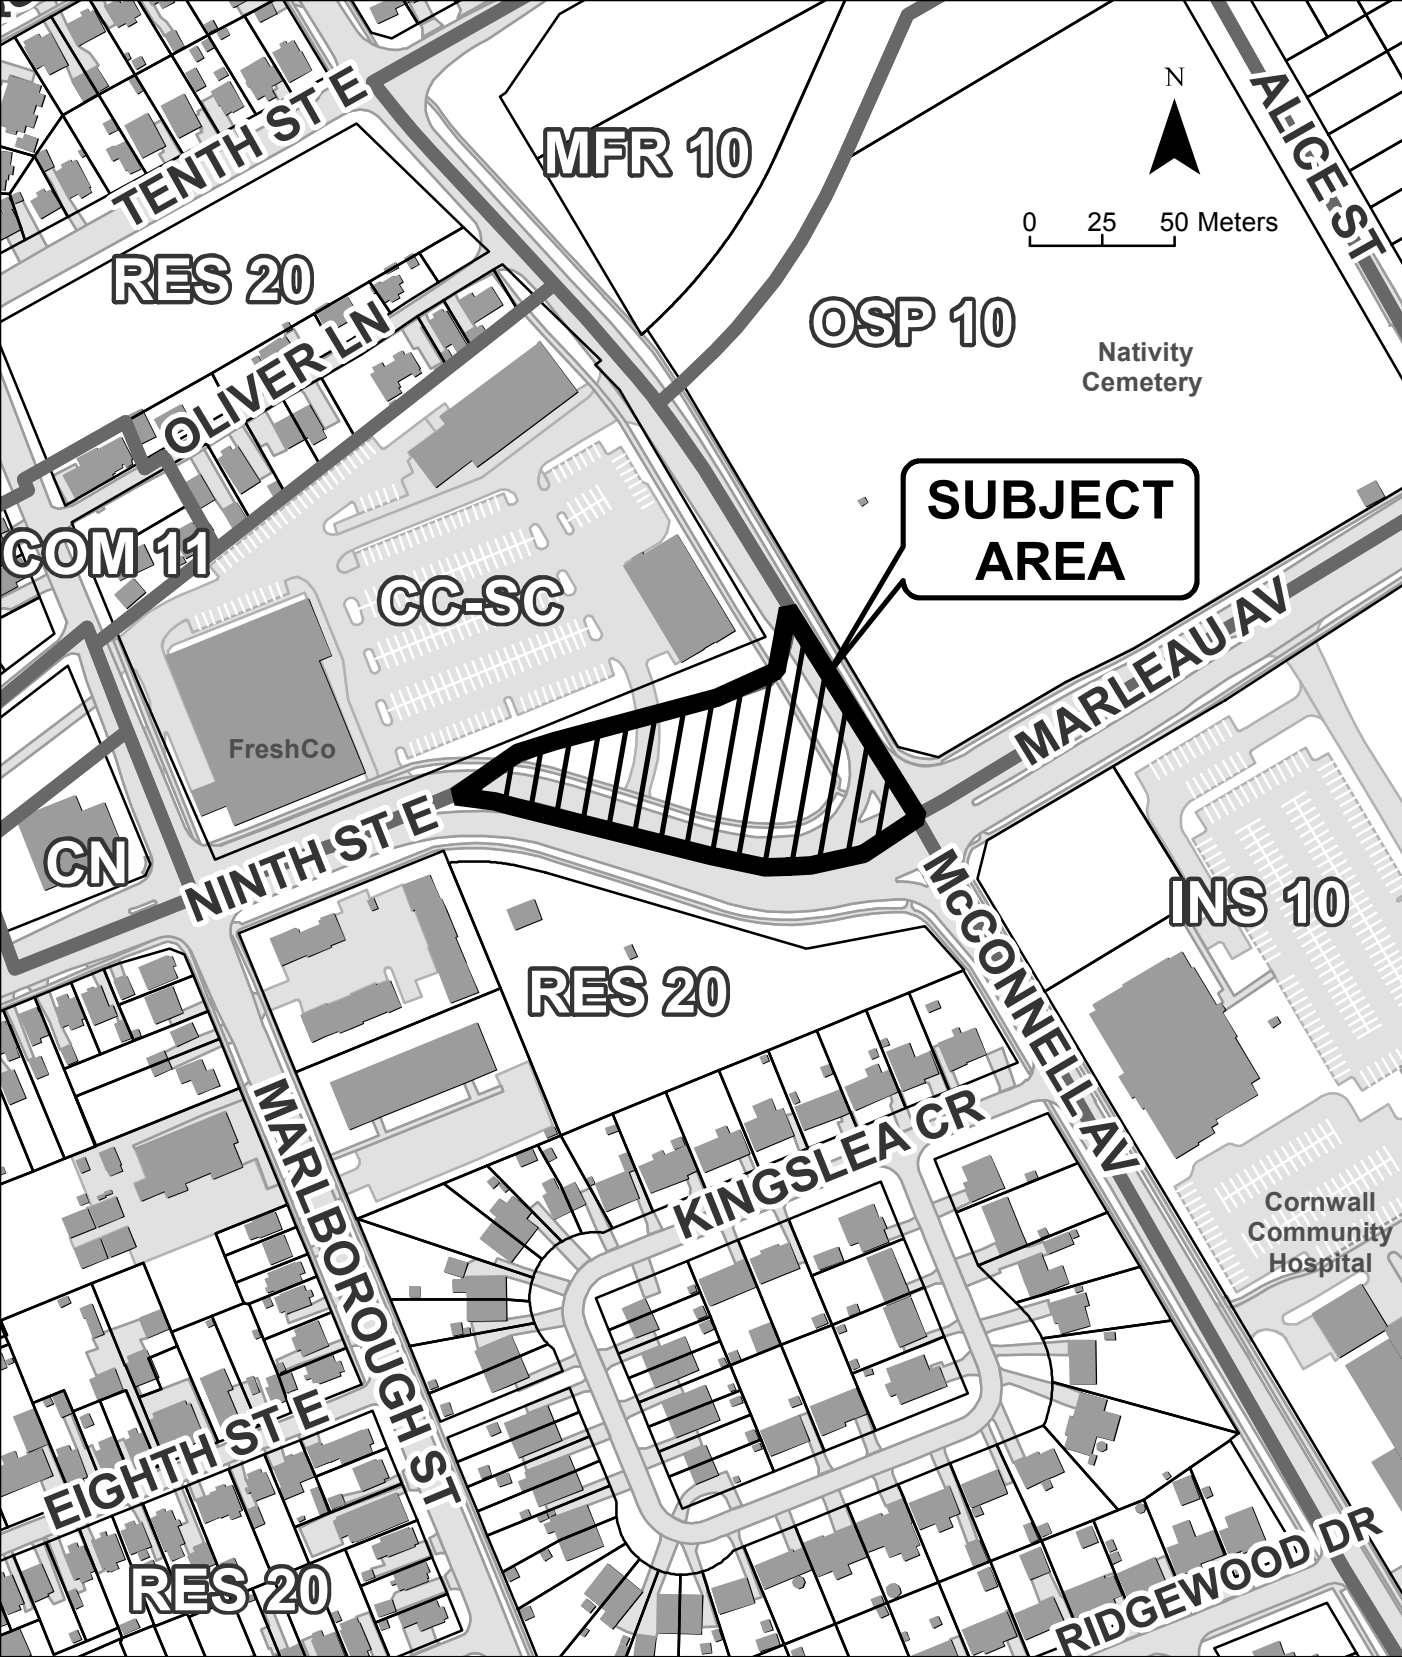 TENTH ST E
MFR 10
N
ALICE ST
0 25 50 Meters
RES 20
OSP 10
OLIVER LN
Nativity
Cemetery
SUBJECT
AREA
COM 11
CC-SC
MARLEAU AV
FreshCo
CN
NINTH ST E
INS 10
McCONNELL AV
RES 20
KINGSLEA CR
MARLBOROUGH ST
Cornwall
Community
Hospital
EIGHTH ST E
RES 20
RIDGEWOOD DR